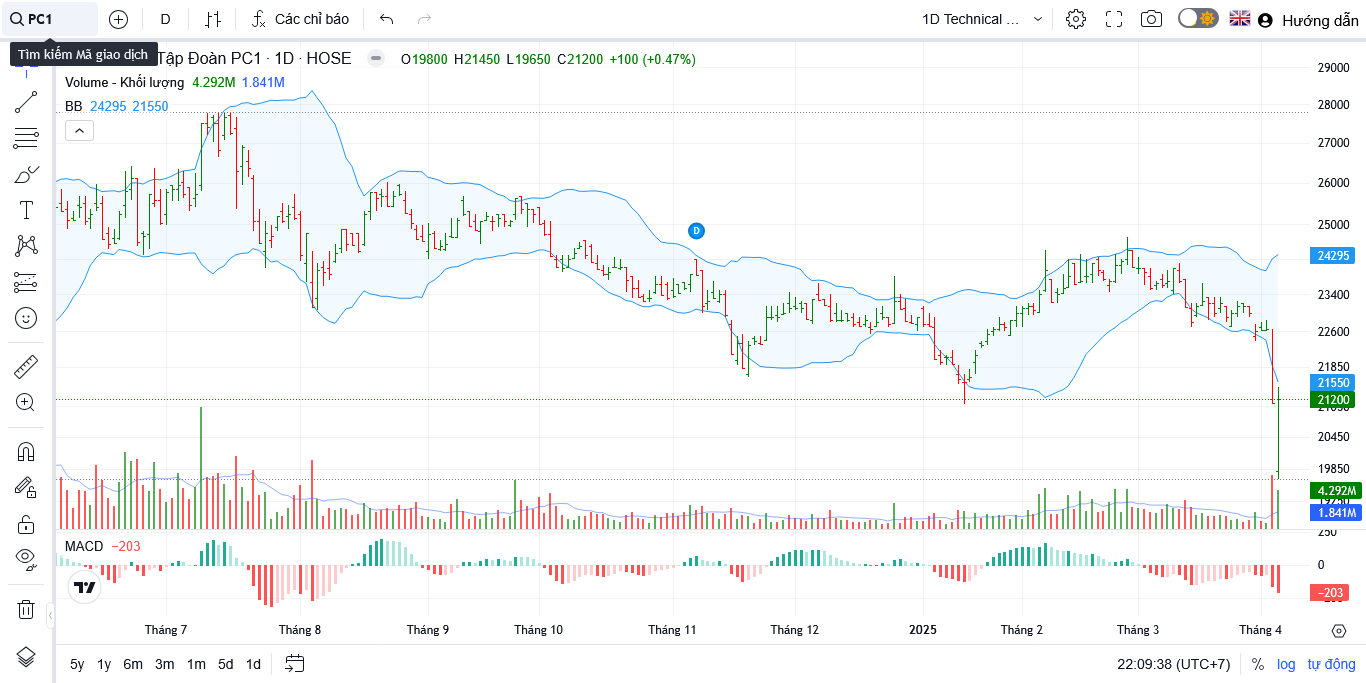 PC1
D
Các chỉ báo
1D Technical ...
Hướng dẫn
Tìm kiếm Mã giao dịch
Tập Đoàn PC1 · 1D · HOSE
O19800 H21450 L19650 C21200 +100 (+0.47%)
Volume - Khối lượng 4.292M 1.841M
BB 24295 21550
D
29000
28000
27000
26000
25000
24295
23400
22600
21850
21550
21200
20450
19850
4.292M
1.841M
MACD −203
250
0
−203
Tháng 7
Tháng 8
Tháng 9
Tháng 10
Tháng 11
Tháng 12
2025
Tháng 2
Tháng 3
Tháng 4
5y 1y 6m 3m 1m 5d 1d
22:09:38 (UTC+7)
%
log
tự động